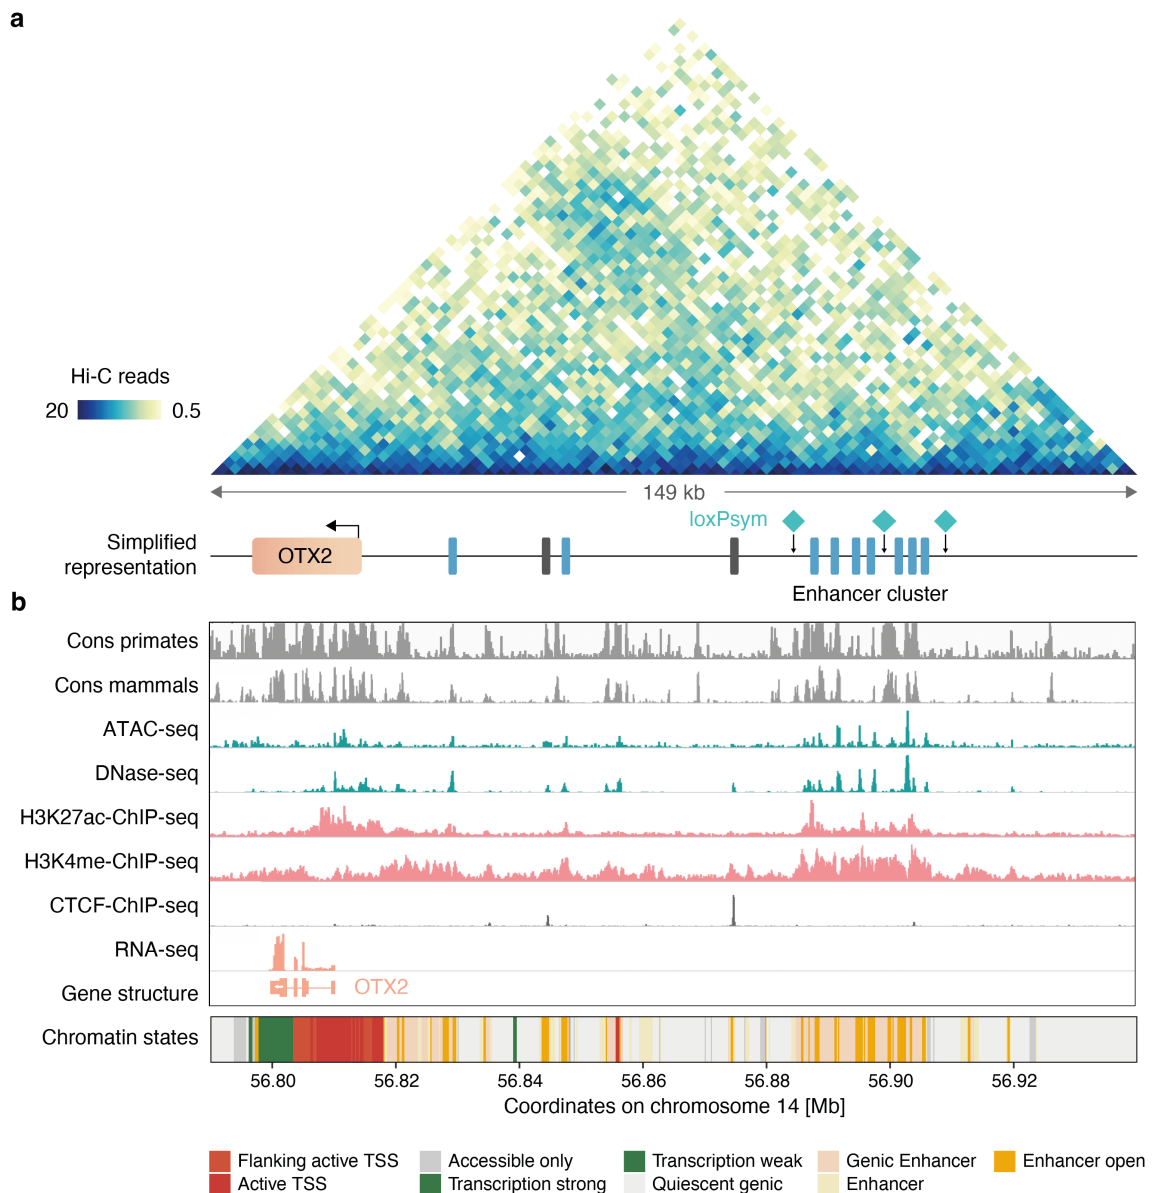 a
Hi-C reads
20 0.5
149 kb
loxPsym
Simplified
representation
OTX2
Enhancer cluster
b
Cons primates
Cons mammals
ATAC-seq
DNase-seq
H3K27ac-ChIP-seq
H3K4me-ChIP-seq
CTCF-ChIP-seq
RNA-seq
Gene structure
OTX2
Chromatin states
56.80 56.82 56.84 56.86 56.88 56.90 56.92
Coordinates on chromosome 14 [Mb]
Flanking active TSS Accessible only Transcription weak Genic Enhancer Enhancer open
Active TSS Transcription strong Quiescent genic Enhancer